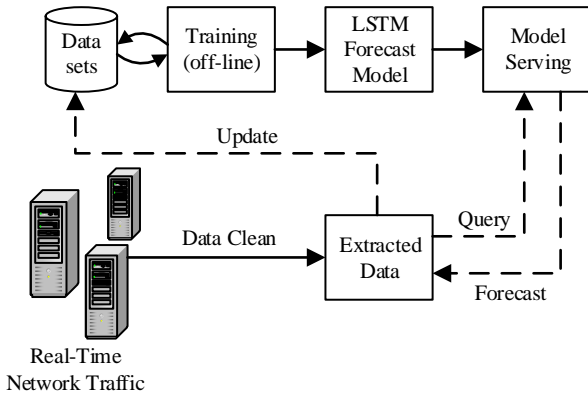 Data
sets
Training
(off-line)
LSTM
Forecast
Model
Model
Serving
Update
Data Clean
Extracted
Data
Query
Forecast
Real-Time
Network Traffic